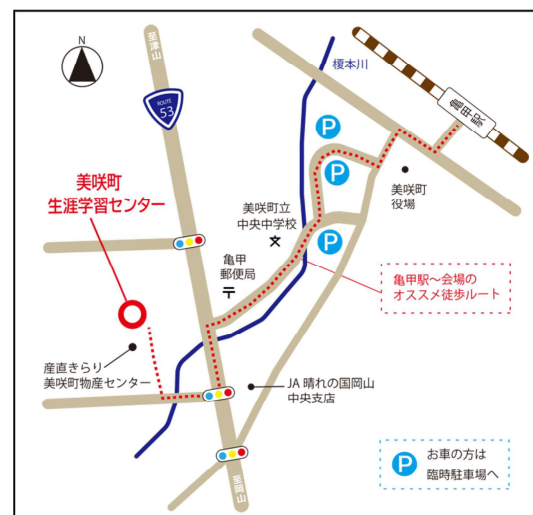 N
至津山
ROUTE
53
榎本川
亀甲駅
P
P
P
美咲町
役場
美咲町
生涯学習センター
美咲町立
中央中学校
文
亀甲
郵便局
〒
亀甲駅〜会場の
オススメ徒歩ルート
産直きらり
美咲町物産センター
JA 晴れの国岡山
中央支店
至岡山
P
お車の方は
臨時駐車場へ